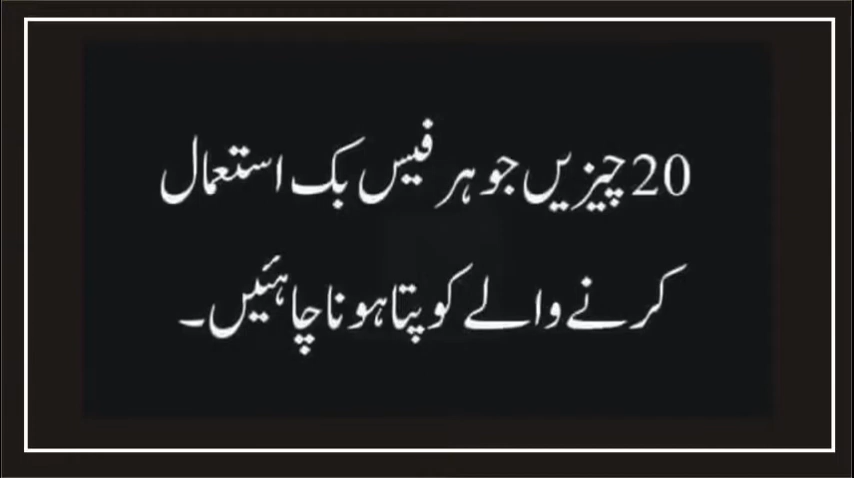 20 چیزیں جو ہر فیس بک استعمال
کرنے والے کو پتا ہونا چاہئیں۔